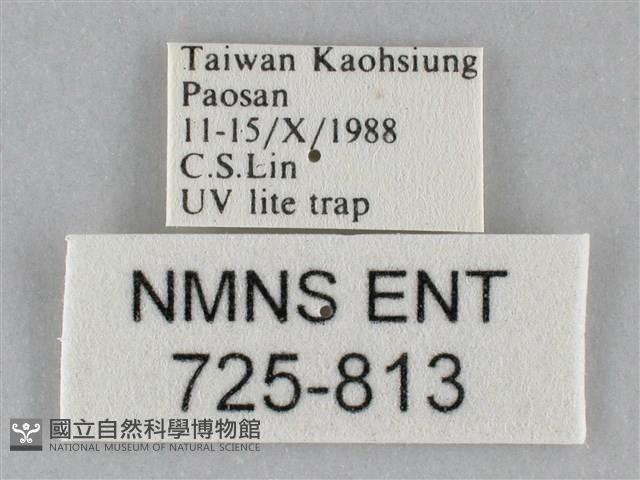 Taiwan Kaohsiung
Paosan
11-15/X/1988
C.S.Lin
UV lite trap
NMNS ENT
725-813
國立自然科學博物館
NATIONAL MUSEUM OF NATURAL SCIENCE